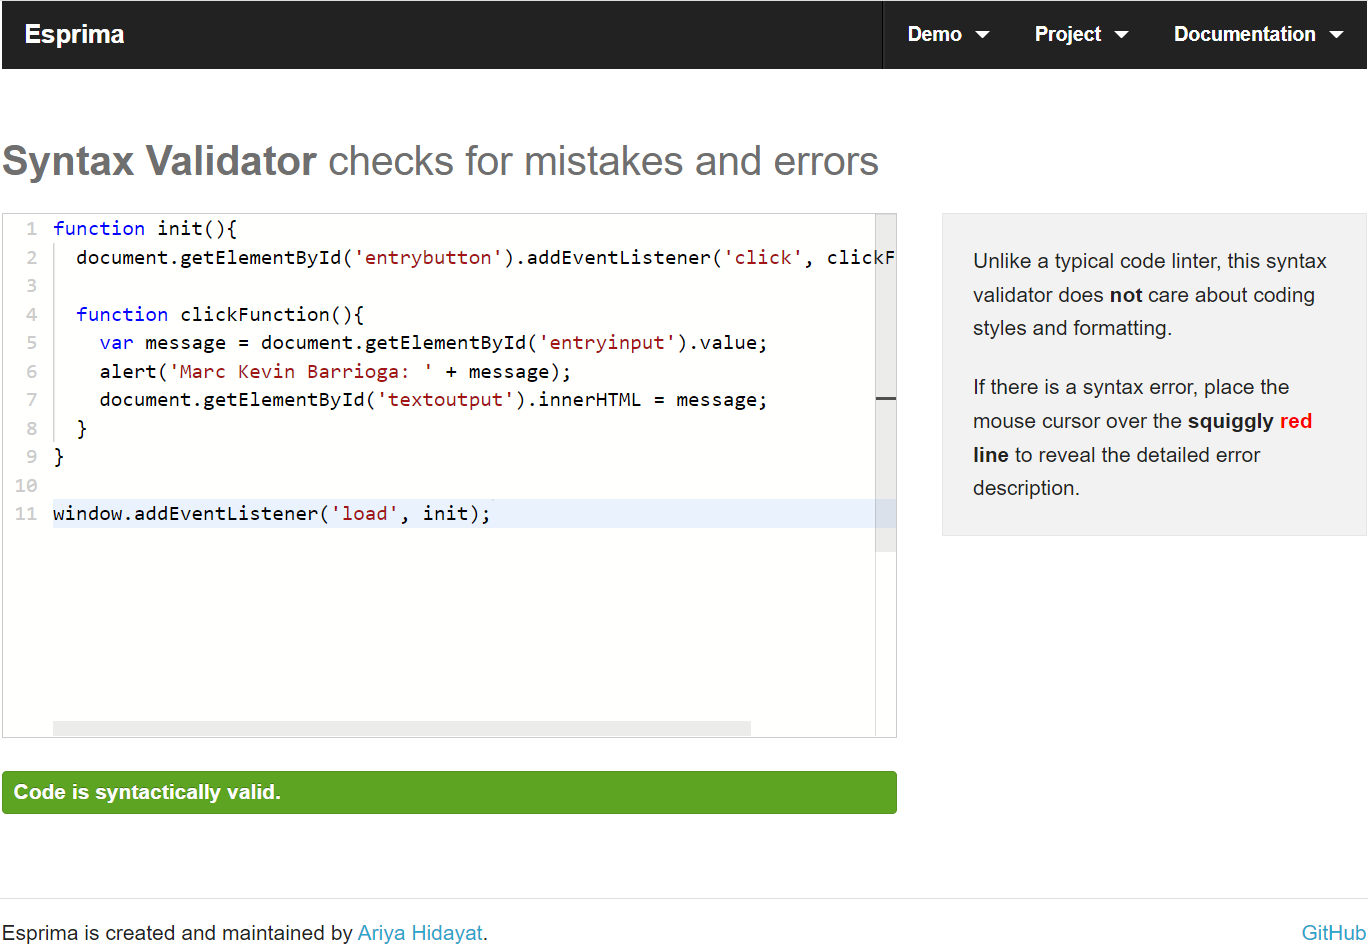 Esprima
Demo
Project
Documentation
Syntax Validator checks for mistakes and errors
1 function init(){
2 document.getElementById('entrybutton').addEventListener('click', clickF
3
4 function clickFunction(){
5 var message = document.getElementById('entryinput').value;
6 alert('Marc Kevin Barrioga: ' + message);
7 document.getElementById('textoutput').innerHTML = message;
8 }
9 }
10
11 window.addEventListener('load', init);
Unlike a typical code linter, this syntax
validator does not care about coding
styles and formatting.
If there is a syntax error, place the
mouse cursor over the squiggly red
line to reveal the detailed error
description.
Code is syntactically valid.
Esprima is created and maintained by Ariya Hidayat.
GitHub